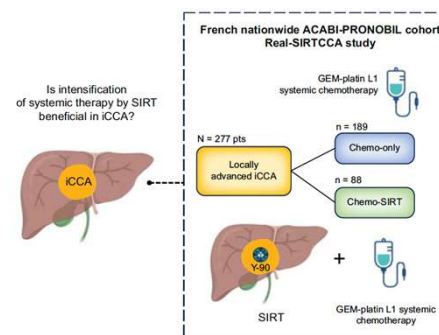 French nationwide ACABI-PRONOBIL cohort
Real-SIRTCCA study
Is intensification
of systemic therapy by SIRT
beneficial in iCCA?
iCCA
GEM-platin L1
systemic chemotherapy
N = 277 pts
Locally
advanced iCCA
n = 189
Chemo-only
n = 88
Chemo-SIRT
Y-90
SIRT
+
GEM-platin L1 systemic
chemotherapy